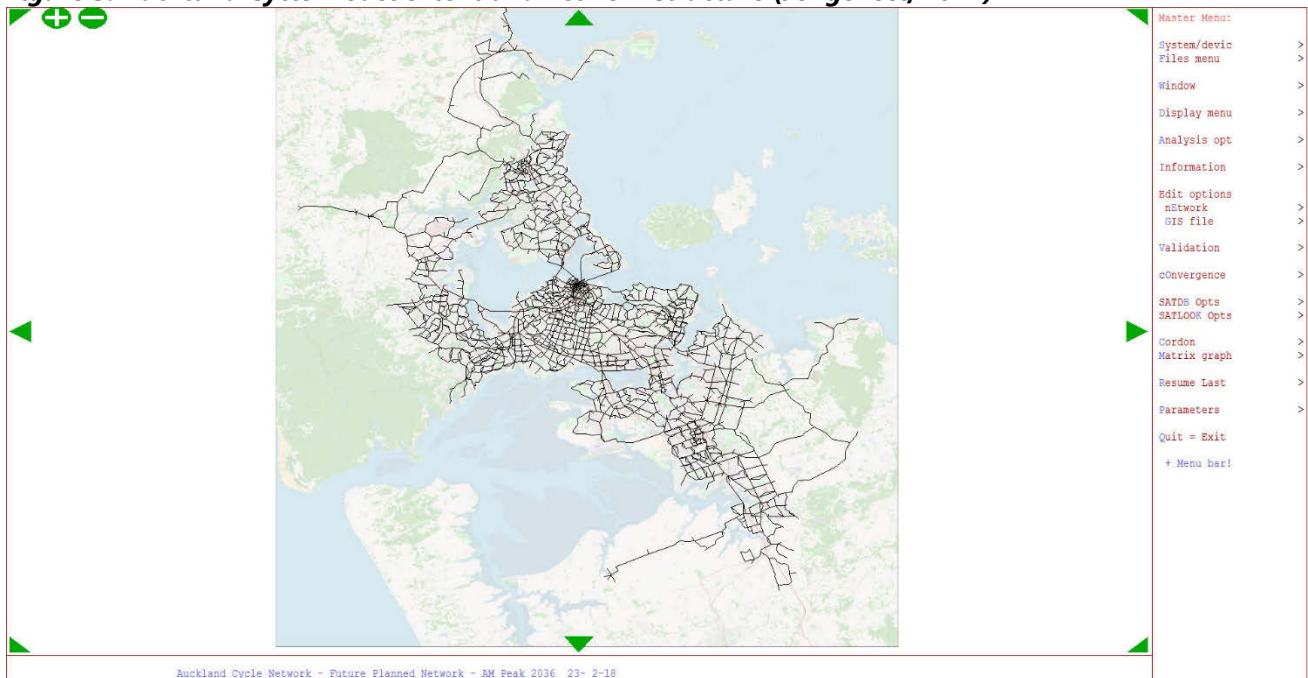 Master Menu:
System/devic >
Files menu >
Window >
Display menu >
Analysis opt >
Information >
Edit options
nEtwork >
GIS file >
Validation >
cOnvergence >
SATDB Opts >
SATLOOK Opts >
Cordon >
Matrix graph >
Resume Last >
Parameters >
Quit = Exit
+ Menu bar!
Auckland Cycle Network - Future Planned Network - AM Peak 2036 23- 2-18